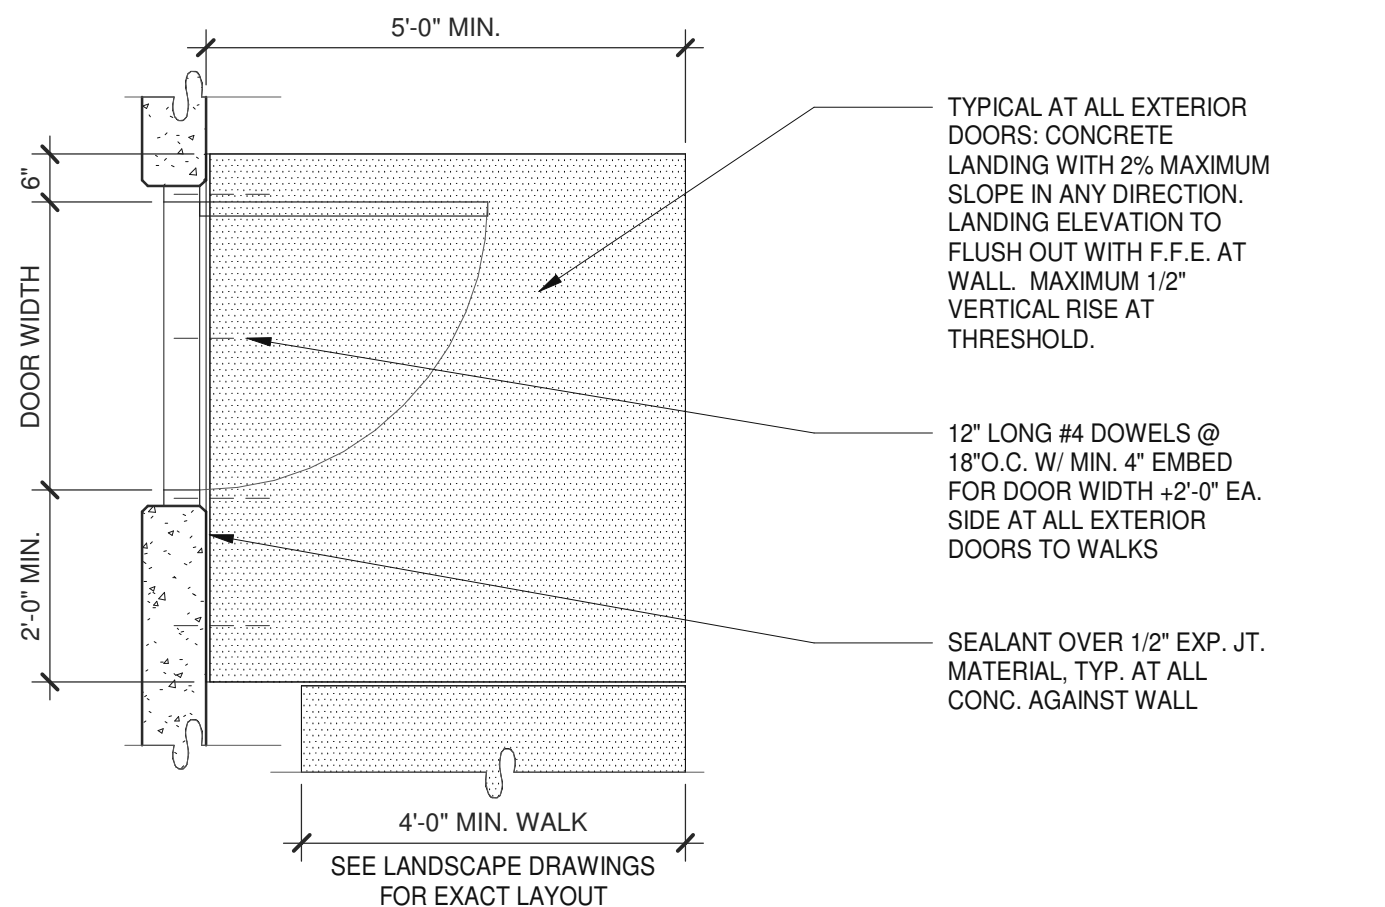 5'-0" MIN.
TYPICAL AT ALL EXTERIOR
DOORS: CONCRETE
LANDING WITH 2% MAXIMUM
SLOPE IN ANY DIRECTION.
LANDING ELEVATION TO
FLUSH OUT WITH F.F.E. AT
WALL.  MAXIMUM 1/2"
VERTICAL RISE AT
THRESHOLD.
6"
DOOR WIDTH
2'-0" MIN.
12" LONG #4 DOWELS @
18"O.C. W/ MIN. 4" EMBED
FOR DOOR WIDTH +2'-0" EA.
SIDE AT ALL EXTERIOR
DOORS TO WALKS
SEALANT OVER 1/2" EXP. JT.
MATERIAL, TYP. AT ALL
CONC. AGAINST WALL
4'-0" MIN. WALK
SEE LANDSCAPE DRAWINGS
FOR EXACT LAYOUT